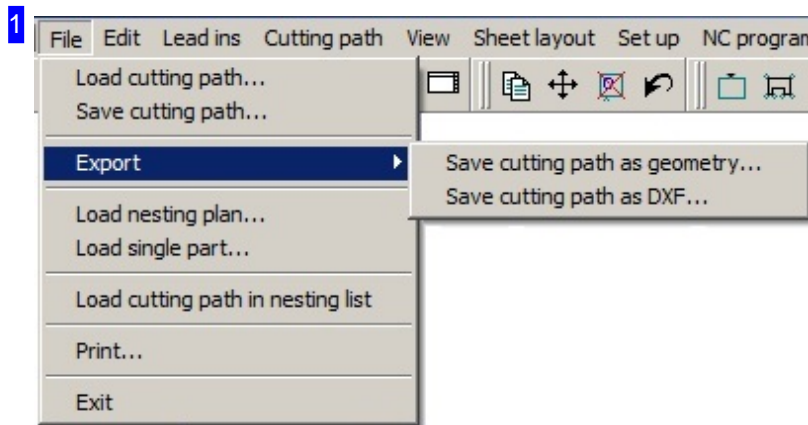 1
File Edit Lead ins Cutting path View Sheet layout Set up NC program
Load cutting path...
Save cutting path...
Export
Save cutting path as geometry...
Save cutting path as DXF...
Load nesting plan...
Load single part...
Load cutting path in nesting list
Print...
Exit